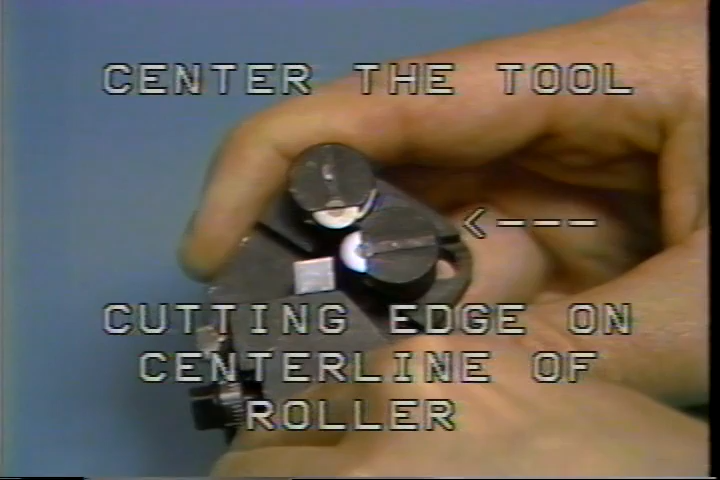 CENTER THE TOOL
<---
CUTTING EDGE ON
CENTERLINE OF
ROLLER